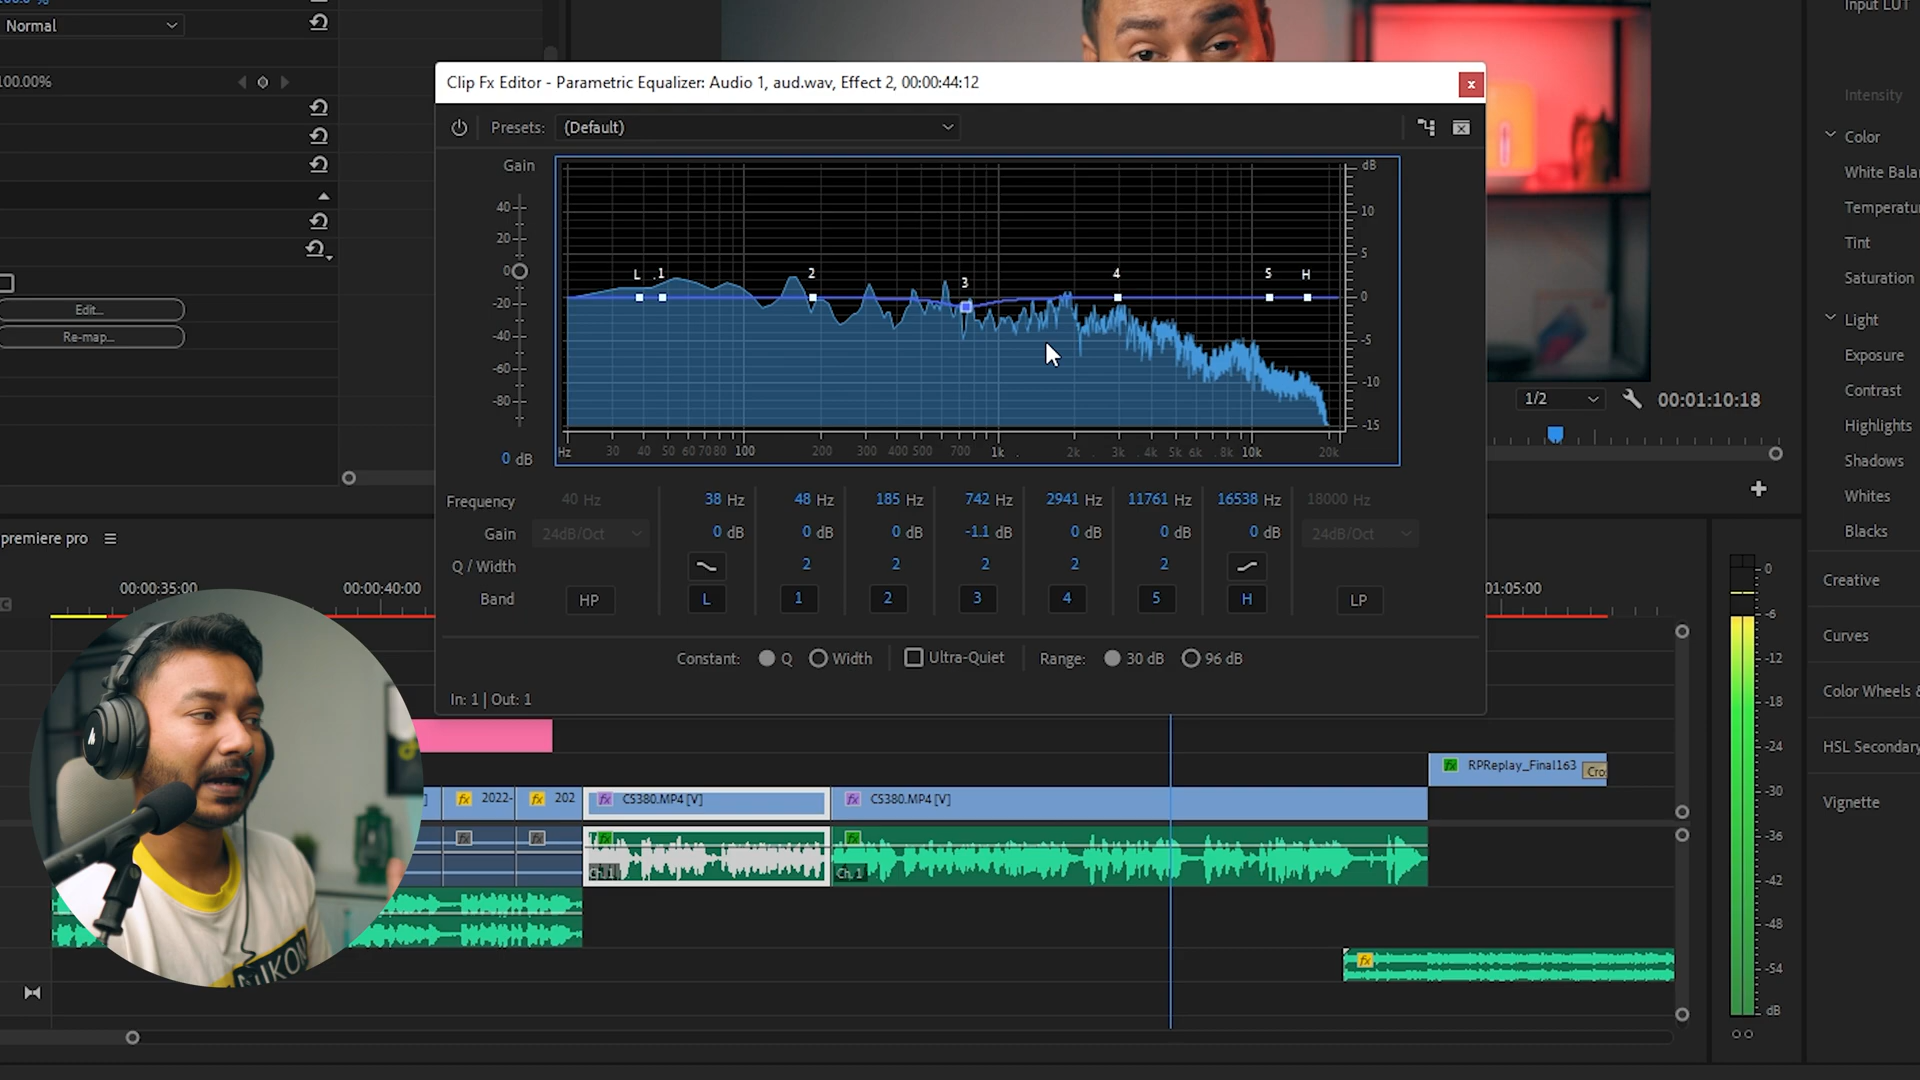 100.0 %
Normal
100.00%
Edit...
Re-map...
Clip Fx Editor - Parametric Equalizer: Audio 1, aud.wav, Effect 2, 00:00:44:12
x
Presets: (Default)
Gain
40
20
0
-20
-40
-60
-80
0 dB
L 1 2 3 4 5 H
dB
10
5
0
-5
-10
-15
Hz 30 40 50 60 70 80 100 200 300 400 500 700 1k 2k 3k 4k 5k 6k 8k 10k 20k
Frequency 40 Hz 38 Hz 48 Hz 185 Hz 742 Hz 2941 Hz 11761 Hz 16538 Hz 18000 Hz
Gain 24dB/Oct 0 dB 0 dB 0 dB -1.1 dB 0 dB 0 dB 0 dB 24dB/Oct
Q / Width 2 2 2 2 2
Band HP L 1 2 3 4 5 H LP
Constant: Q Width Ultra-Quiet Range: 30 dB 96 dB
In: 1 | Out: 1
1/2 00:01:10:18
Input LUT
Intensity
Color
White Bala
Temperatu
Tint
Saturation
Light
Exposure
Contrast
Highlights
Shadows
Whites
Blacks
Creative
Curves
Color Wheels &
HSL Secondary
Vignette
premiere pro
00:00:35:00 00:00:40:00 01:05:00
RPReplay_Final163 Cro
fx 2022- fx 202 fx CS380.MP4 [V] fx CS380.MP4 [V]
Ch. 1 Ch. 1
fx
NIKON
0
-6
-12
-18
-24
-30
-36
-42
-48
-54
dB